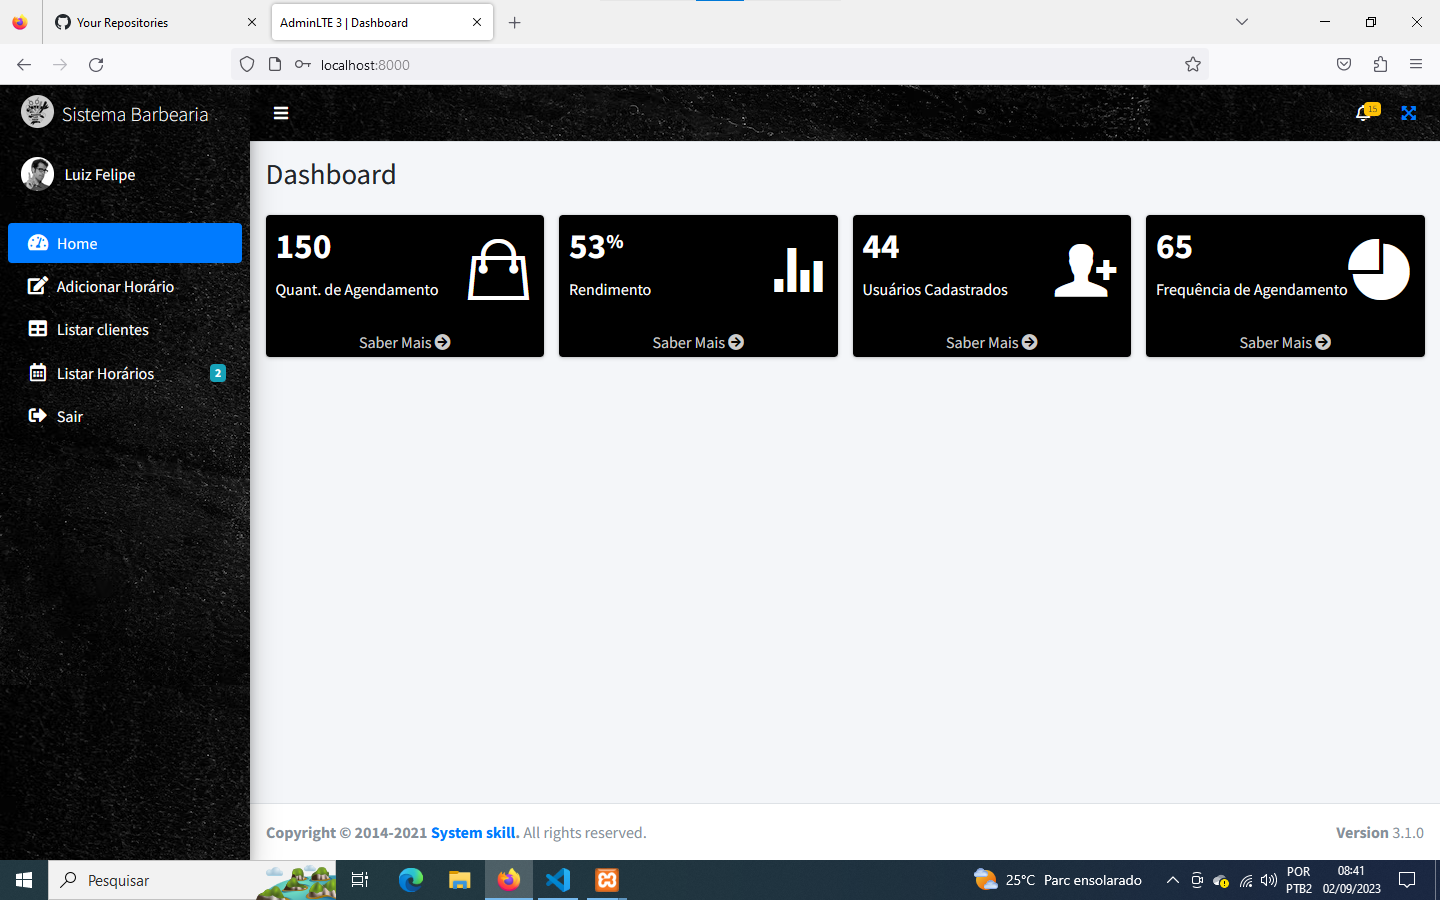 Your Repositories
AdminLTE 3 | Dashboard
localhost:8000
Sistema Barbearia
15
Luiz Felipe
Dashboard
Home
Adicionar Horário
Listar clientes
Listar Horários 2
Sair
150
Quant. de Agendamento
Saber Mais
53%
Rendimento
Saber Mais
44
Usuários Cadastrados
Saber Mais
65
Frequência de Agendamento
Saber Mais
Copyright © 2014-2021 System skill. All rights reserved.
Version 3.1.0
Pesquisar
25°C Parc ensolarado
POR
PTB2
08:41
02/09/2023